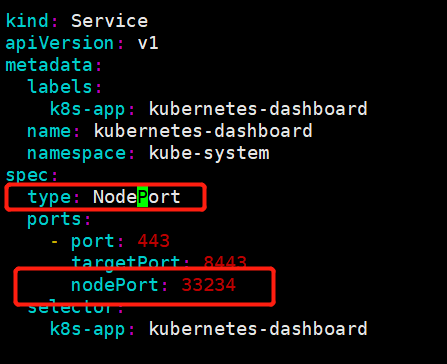 kind: Service
apiVersion: v1
metadata:
  labels:
    k8s-app: kubernetes-dashboard
  name: kubernetes-dashboard
  namespace: kube-system
spec:
  type: NodePort
  ports:
    - port: 443
      targetPort: 8443
      nodePort: 33234
  selector:
    k8s-app: kubernetes-dashboard